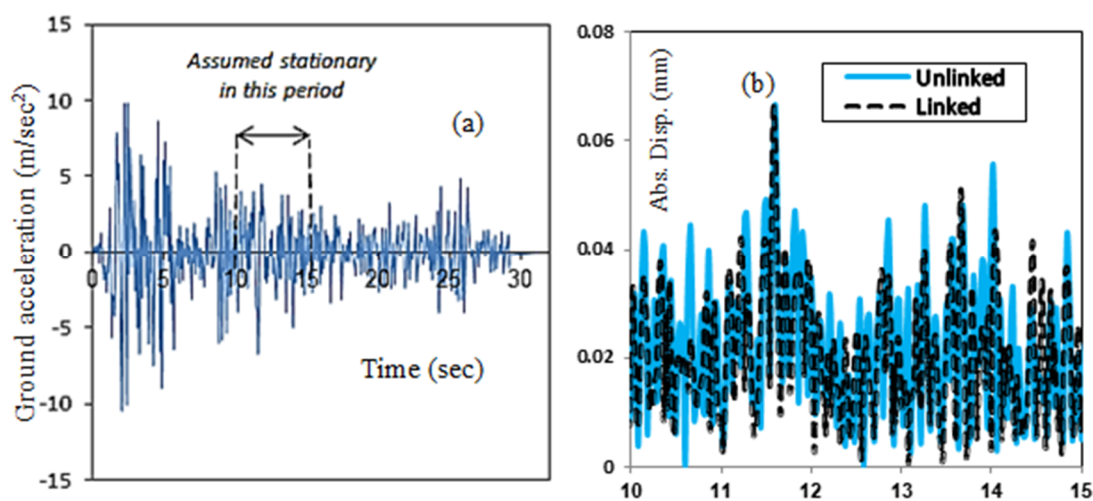 15
10
5
0
-5
-10
-15
Ground acceleration (m/sec²)
Assumed stationary
in this period
(a)
0 5 10 15 20 25 30
Time (sec)
0.08
0.06
0.04
0.02
0
Abs. Disp. (mm)
(b)
Unlinked
Linked
10 11 12 13 14 15